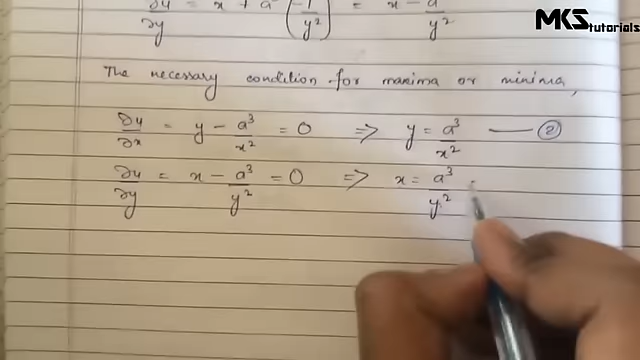 ∂u/∂y = x + a³ (-1/y²) = x - a³/y²
MKS tutorials
The necessary condition for maxima or minima,
∂u/∂x = y - a³/x² = 0 ⇒ y = a³/x² — ②
∂u/∂y = x - a³/y² = 0 ⇒ x = a³/y²